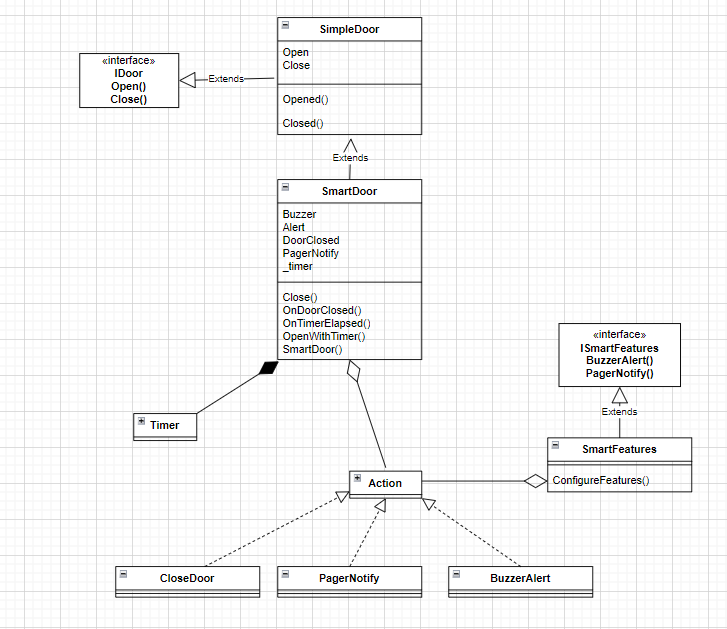 SimpleDoor
Open
Close
Opened()
Closed()
«interface»
IDoor
Open()
Close()
Extends
Extends
SmartDoor
Buzzer
Alert
DoorClosed
PagerNotify
_timer
Close()
OnDoorClosed()
OnTimerElapsed()
OpenWithTimer()
SmartDoor()
«interface»
ISmartFeatures
BuzzerAlert()
PagerNotify()
Extends
Timer
SmartFeatures
ConfigureFeatures()
Action
CloseDoor
PagerNotify
BuzzerAlert